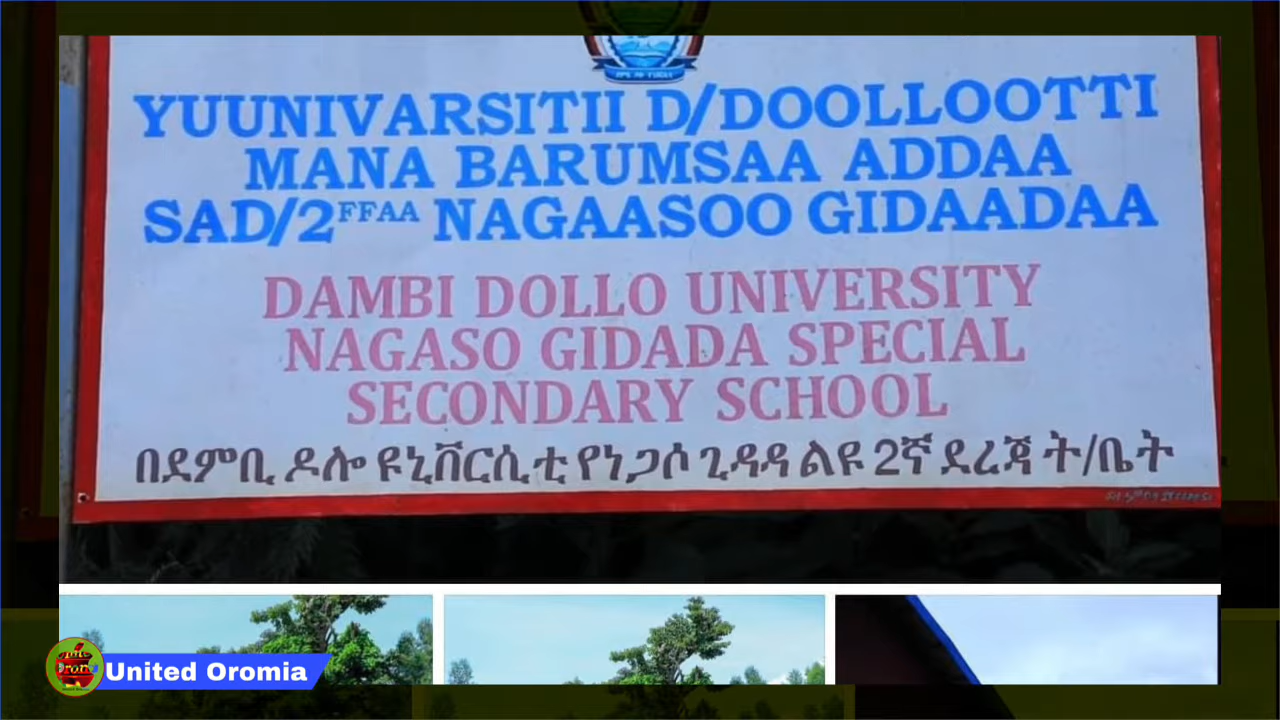 YUUNIVARSITII D/DOOLLOOTTI
MANA BARUMSAA ADDAA
SAD/2FFAA NAGAASOO GIDAADAA
DAMBI DOLLO UNIVERSITY
NAGASO GIDADA SPECIAL
SECONDARY SCHOOL
በደምቢ ዶሎ ዩኒቨርሲቲ የነጋሶ ጊዳዳ ልዩ 2ኛ ደረጃ ት/ቤት
United Oromia